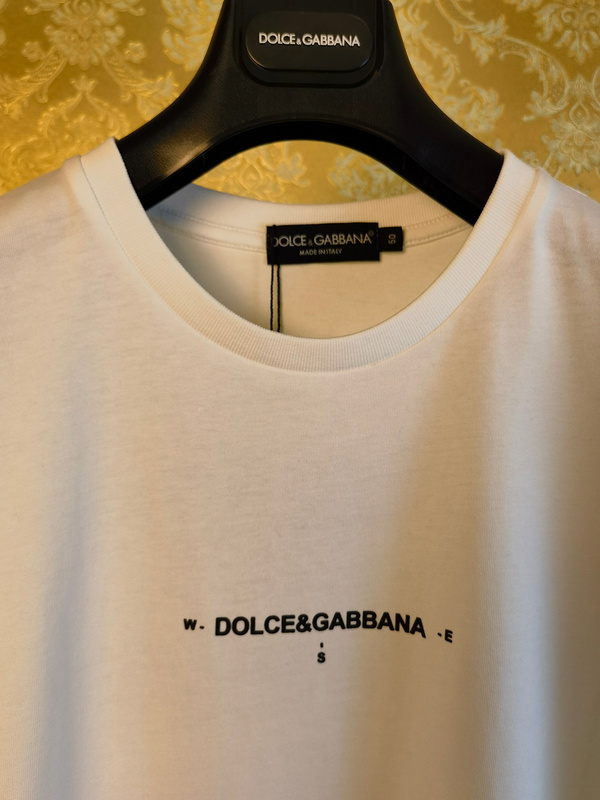 DOLCE&GABBANA
DOLCE&GABBANA®
MADE IN ITALY
50
W- DOLCE&GABBANA -E
S